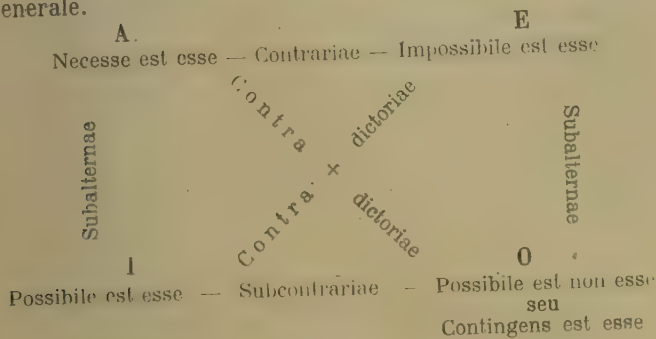 enerale.
A. E
Necesse est esse — Contrariae — Impossibile est esse
Contra dictoriae
Subalternae × Subalternae
Contra dictoriae
I O
Possibile est esse — Subcontrariae — Possibile est non esse
seu
Contingens est esse